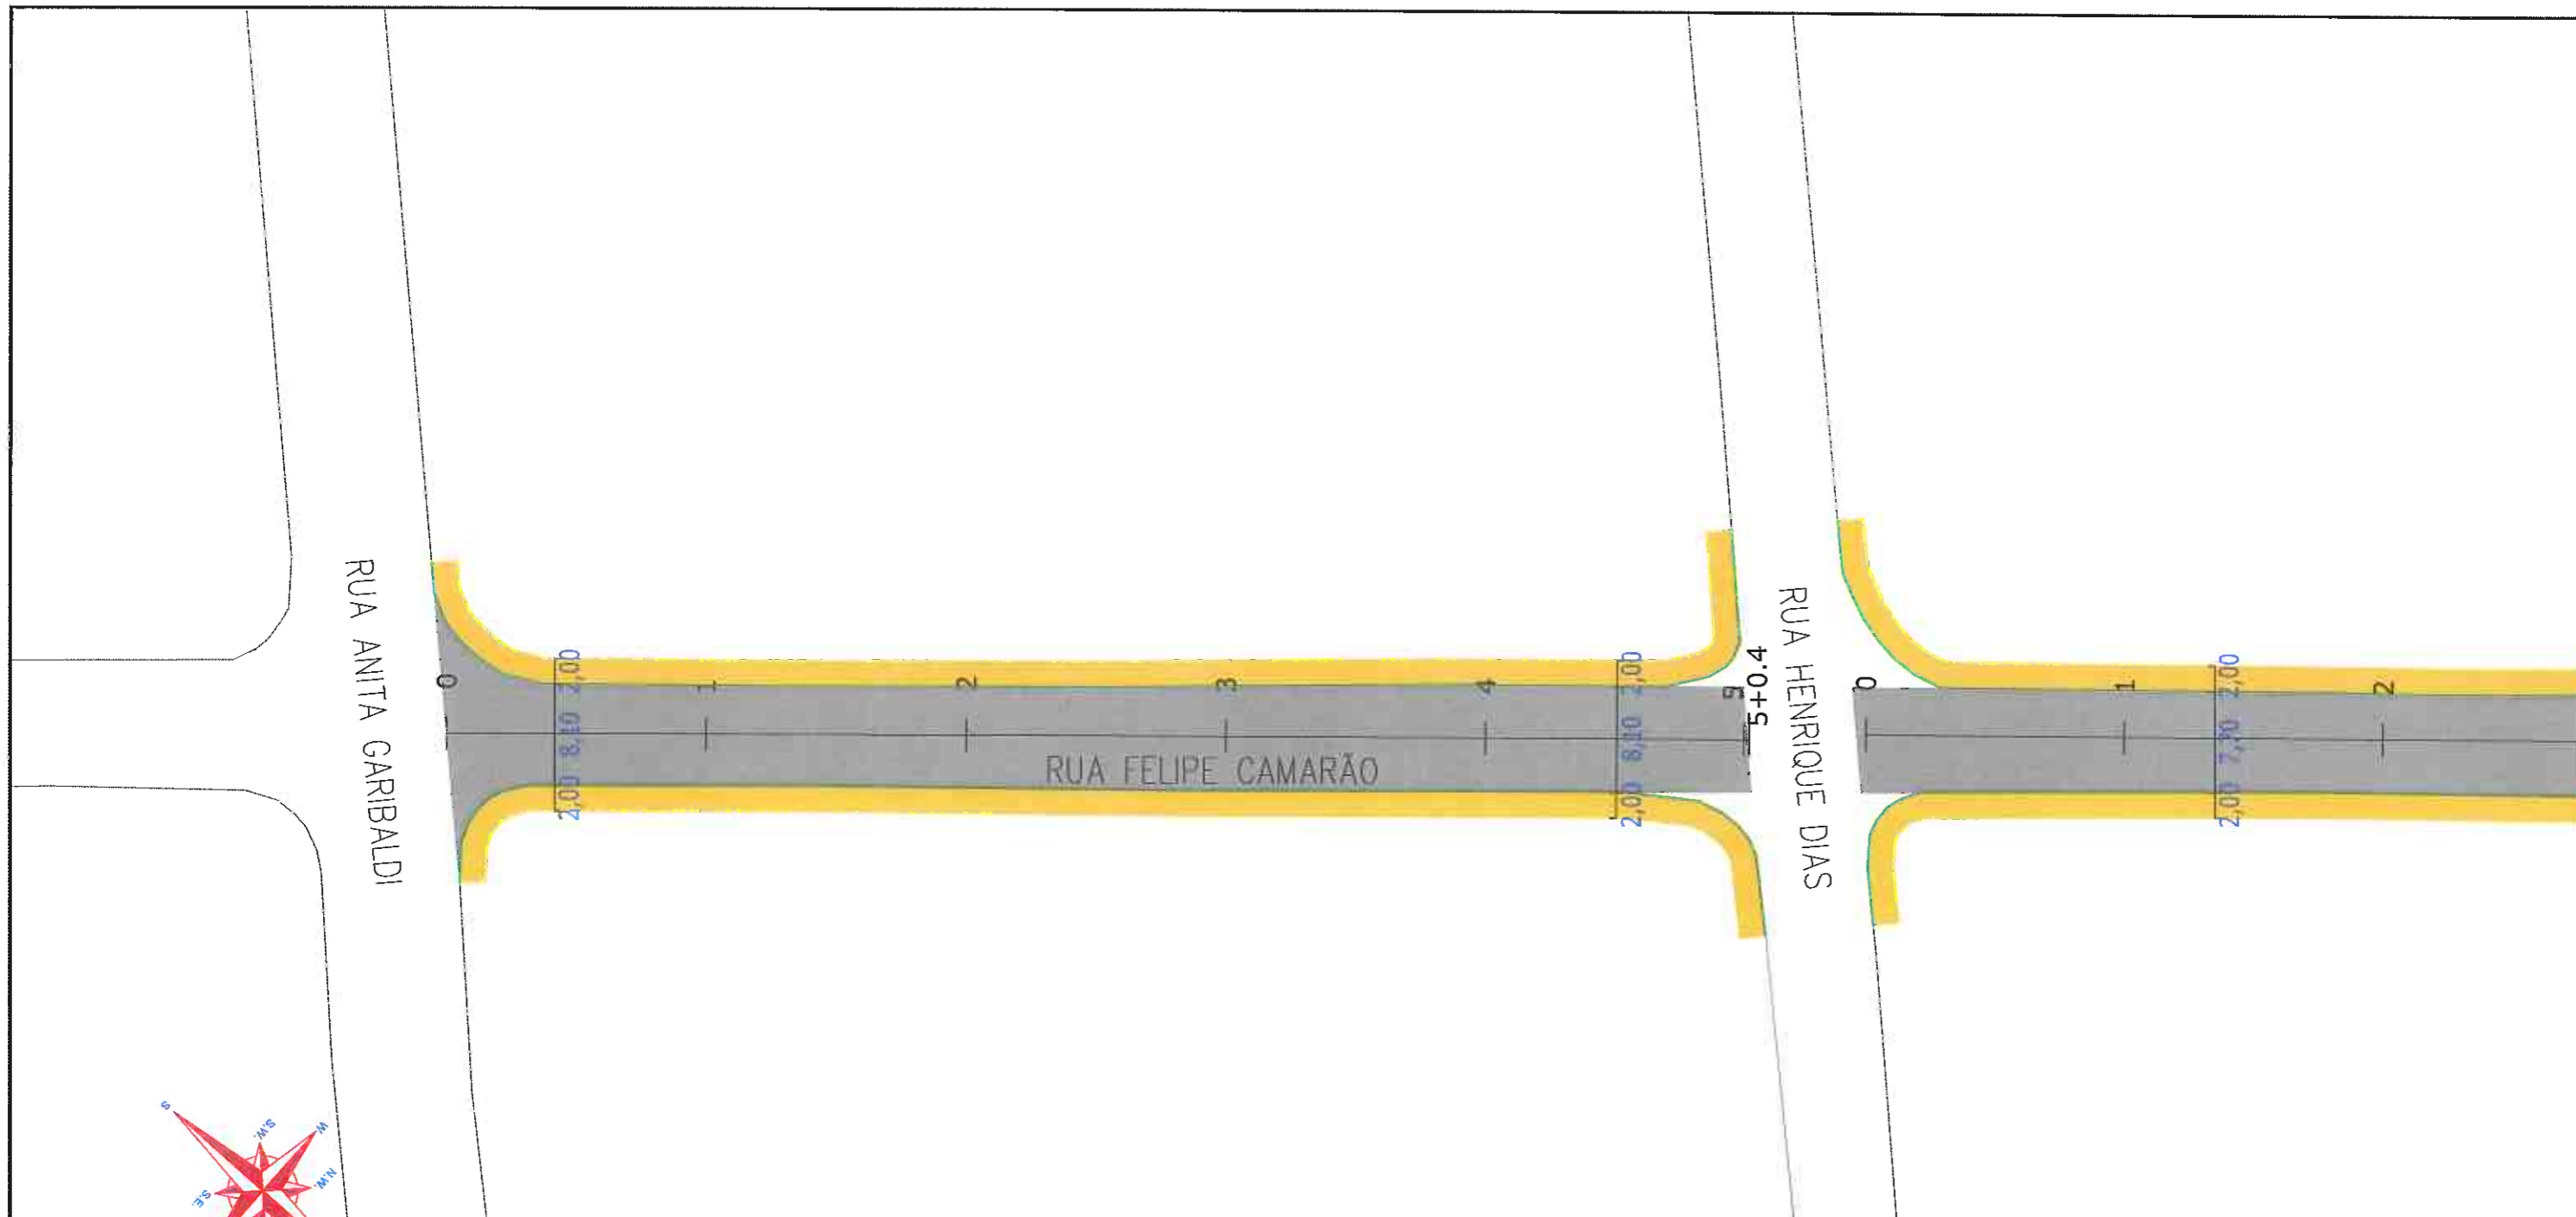 RUA ANITA GARIBALDI
0
2,00
8,10
2,00
1
2
3
4
RUA FELIPE CAMARÃO
2,00
8,10
2,00
5
5+0.4
RUA HENRIQUE DIAS
0
1
2,00
2,00
2
S
S.W.
W
N.W.
S.E.